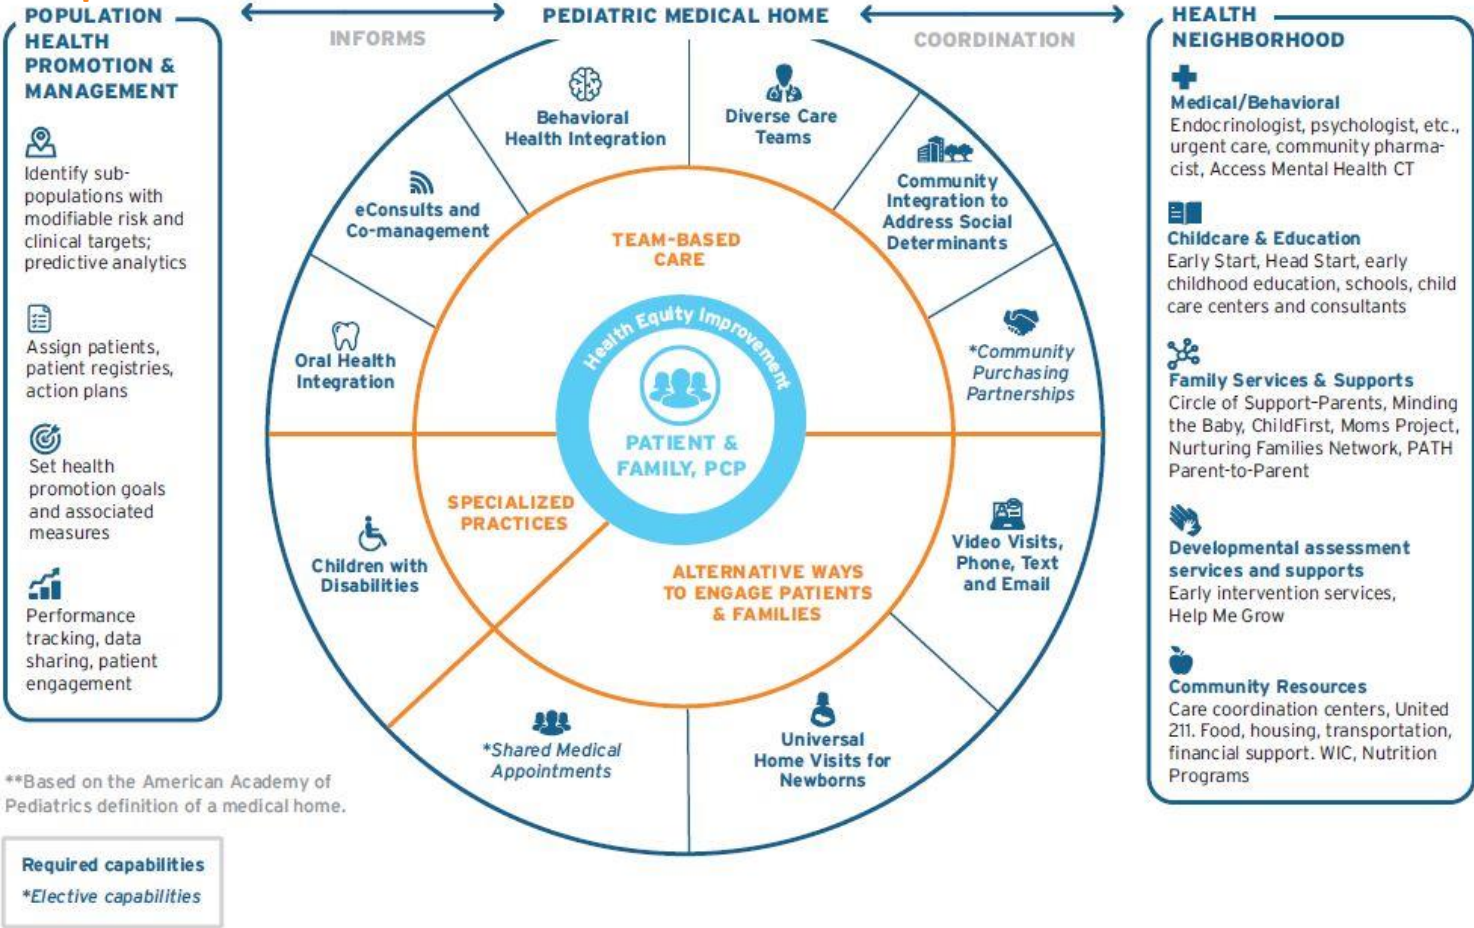 POPULATION
HEALTH
PROMOTION &
MANAGEMENT
Identify sub-
populations with
modifiable risk and
clinical targets;
predictive analytics
Assign patients,
patient registries,
action plans
Set health
promotion goals
and associated
measures
Performance
tracking, data
sharing, patient
engagement
INFORMS
PEDIATRIC MEDICAL HOME
COORDINATION
Behavioral
Health Integration
Diverse Care
Teams
eConsults and
Co-management
Community
Integration to
Address Social
Determinants
Oral Health
Integration
*Community
Purchasing
Partnerships
TEAM-BASED
CARE
Health Equity Improvement
PATIENT &
FAMILY, PCP
SPECIALIZED
PRACTICES
Children with
Disabilities
ALTERNATIVE WAYS
TO ENGAGE PATIENTS
& FAMILIES
Video Visits,
Phone, Text
and Email
*Shared Medical
Appointments
Universal
Home Visits for
Newborns
HEALTH
NEIGHBORHOOD
Medical/Behavioral
Endocrinologist, psychologist, etc.,
urgent care, community pharma-
cist, Access Mental Health CT
Childcare & Education
Early Start, Head Start, early
childhood education, schools, child
care centers and consultants
Family Services & Supports
Circle of Support-Parents, Minding
the Baby, ChildFirst, Moms Project,
Nurturing Families Network, PATH
Parent-to-Parent
Developmental assessment
services and supports
Early intervention services,
Help Me Grow
Community Resources
Care coordination centers, United
211. Food, housing, transportation,
financial support. WIC, Nutrition
Programs
**Based on the American Academy of
Pediatrics definition of a medical home.
Required capabilities
*Elective capabilities